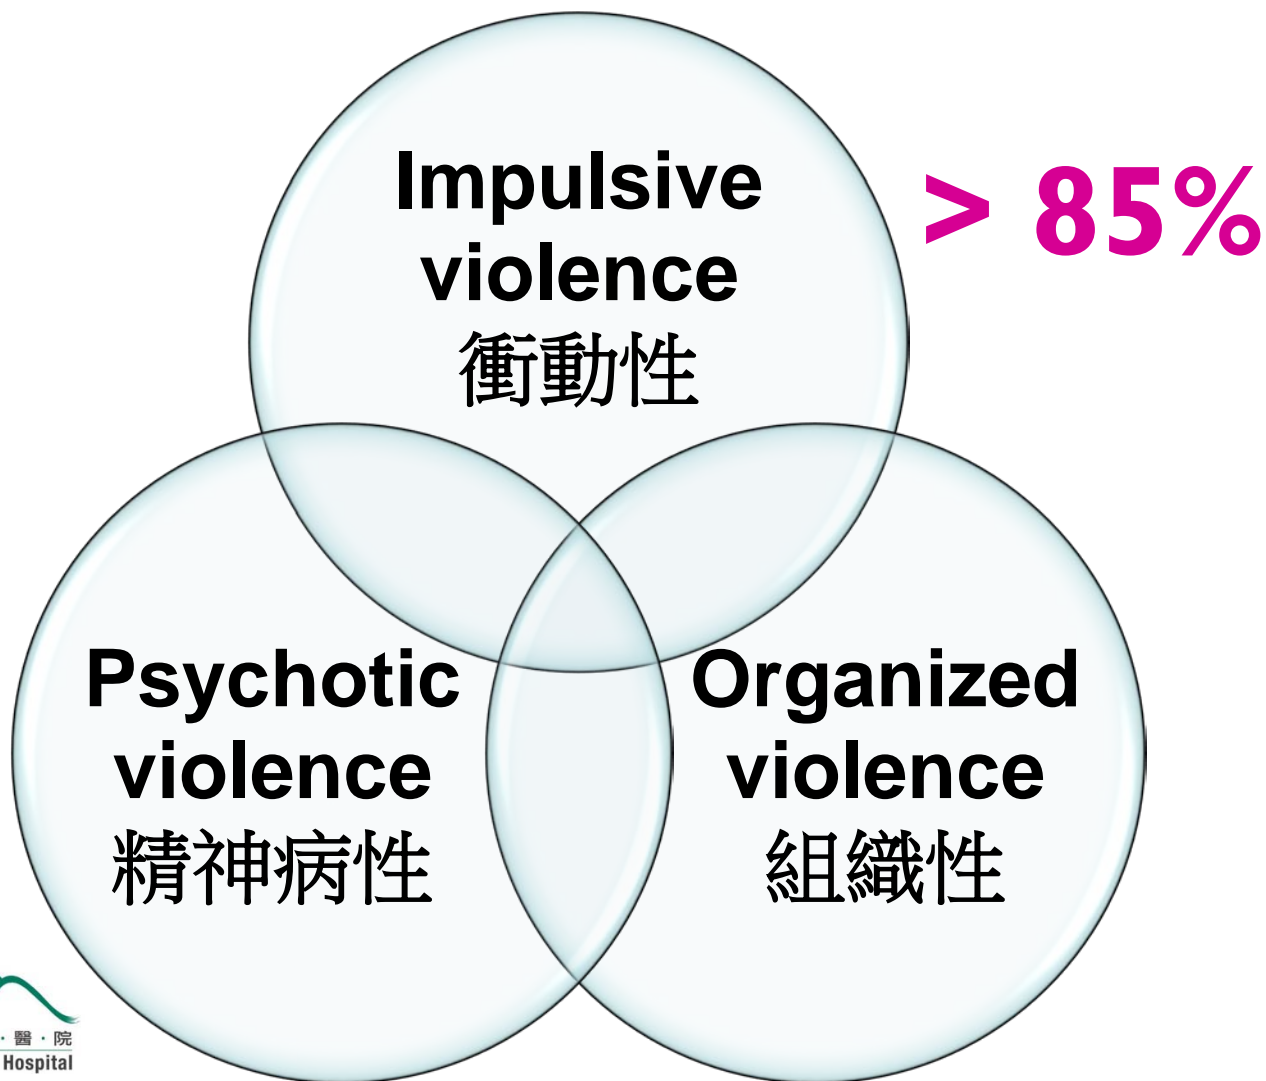 Impulsive
violence
衝動性
> 85%
Psychotic
violence
精神病性
Organized
violence
組織性
醫・院
Hospital